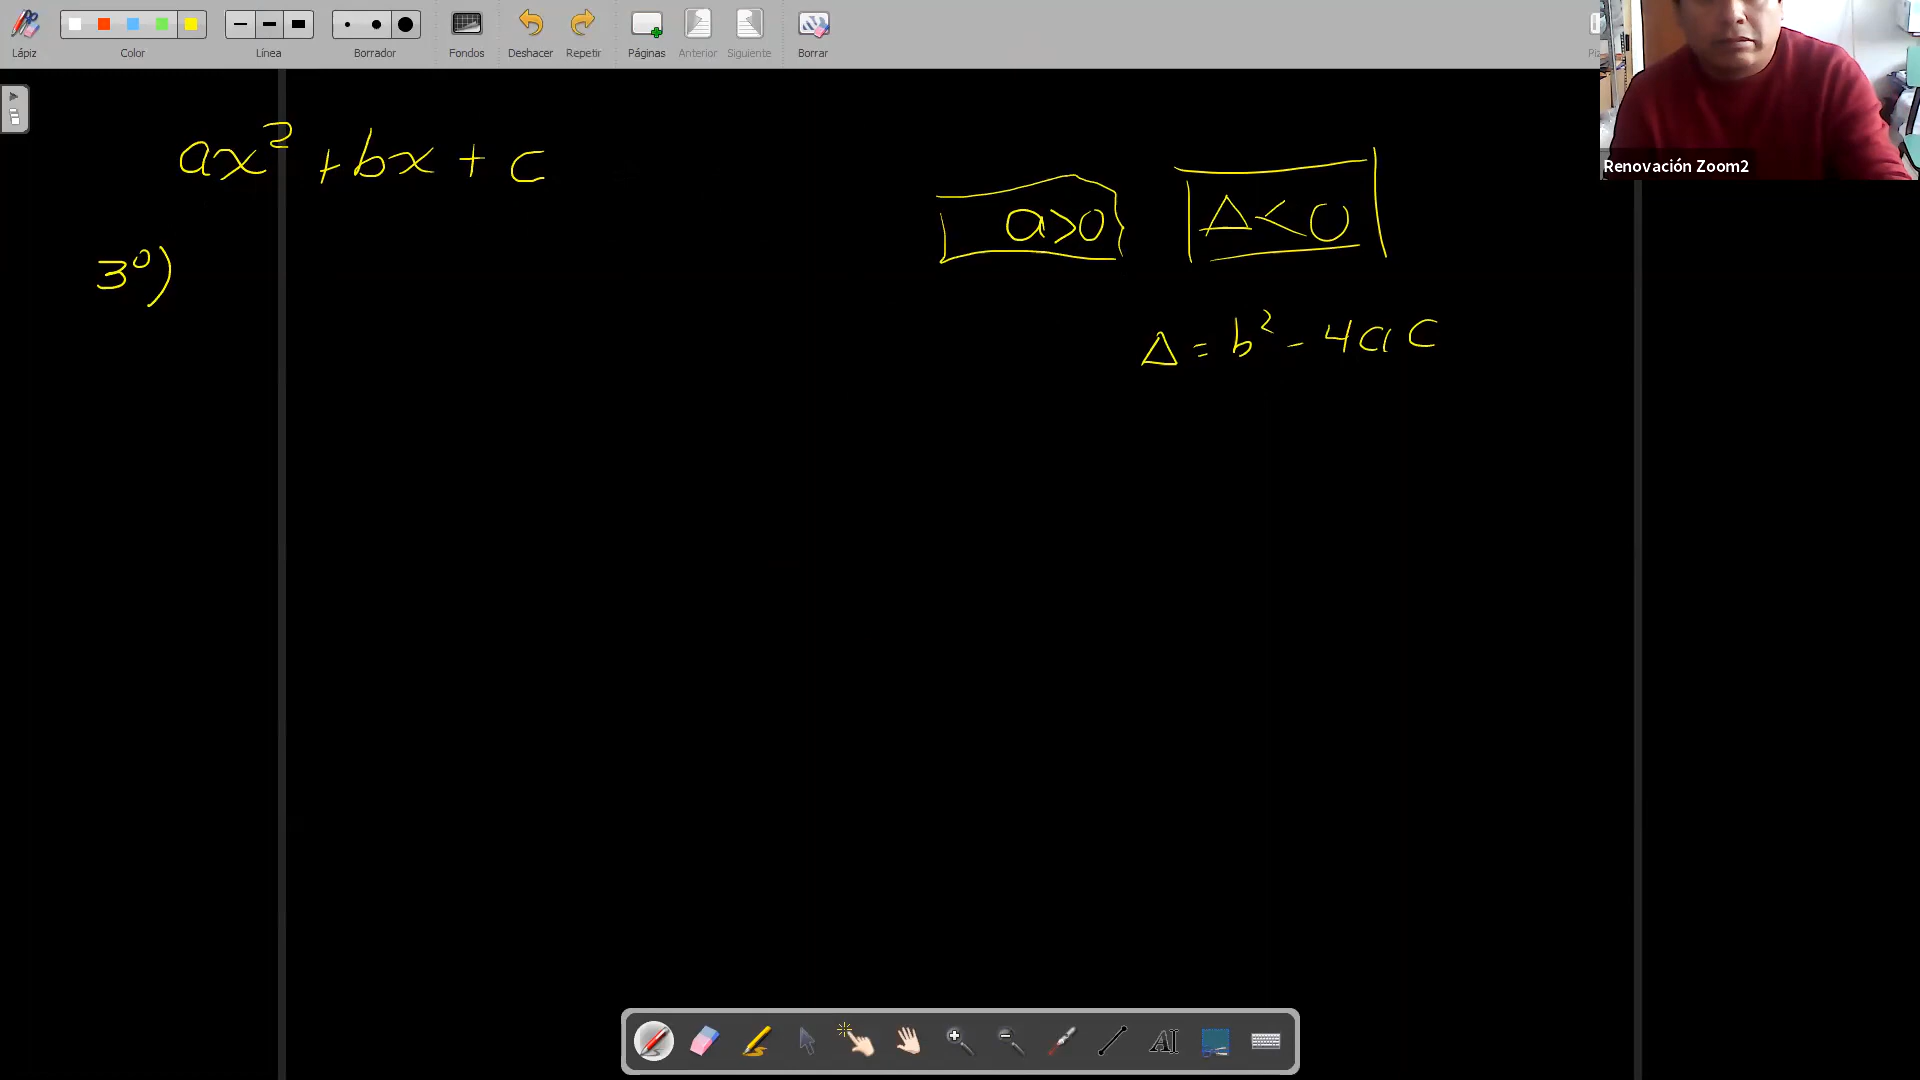 Lápiz
Color
Línea
Borrador
Fondos
Deshacer
Repetir
Páginas
Anterior
Siguiente
Borrar
Renovación Zoom2
ax² + bx + c
a>0
Δ<0
3º)
Δ = b² - 4ac